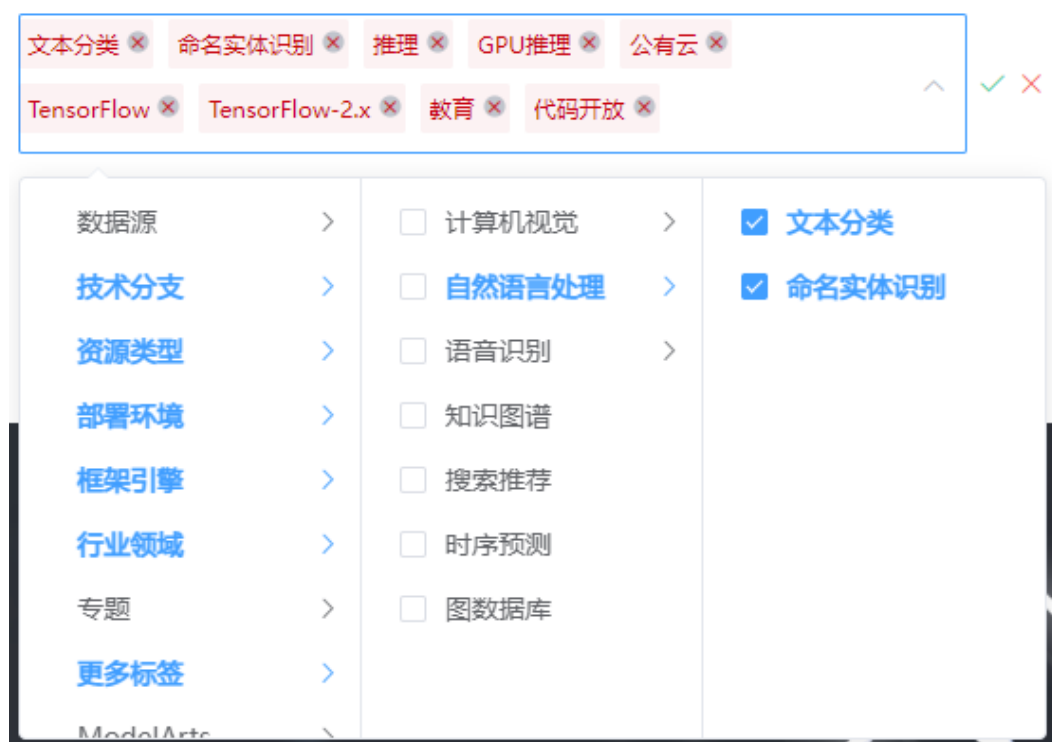 文本分类 命名实体识别 推理 GPU推理 公有云
TensorFlow TensorFlow-2.x 教育 代码开放
数据源
技术分支
资源类型
部署环境
框架引擎
行业领域
专题
更多标签
ModelArts
计算机视觉
自然语言处理
语音识别
知识图谱
搜索推荐
时序预测
图数据库
文本分类
命名实体识别